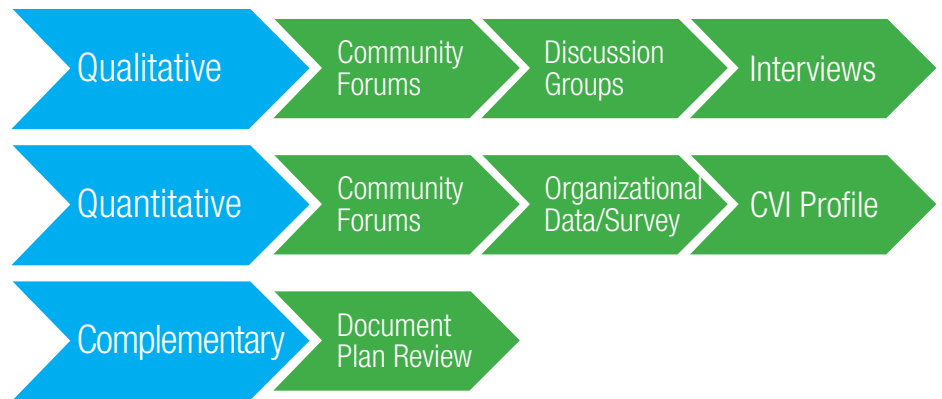 Qualitative
Community
Forums
Discussion
Groups
Interviews
Quantitative
Community
Forums
Organizational
Data/Survey
CVI Profile
Complementary
Document
Plan Review